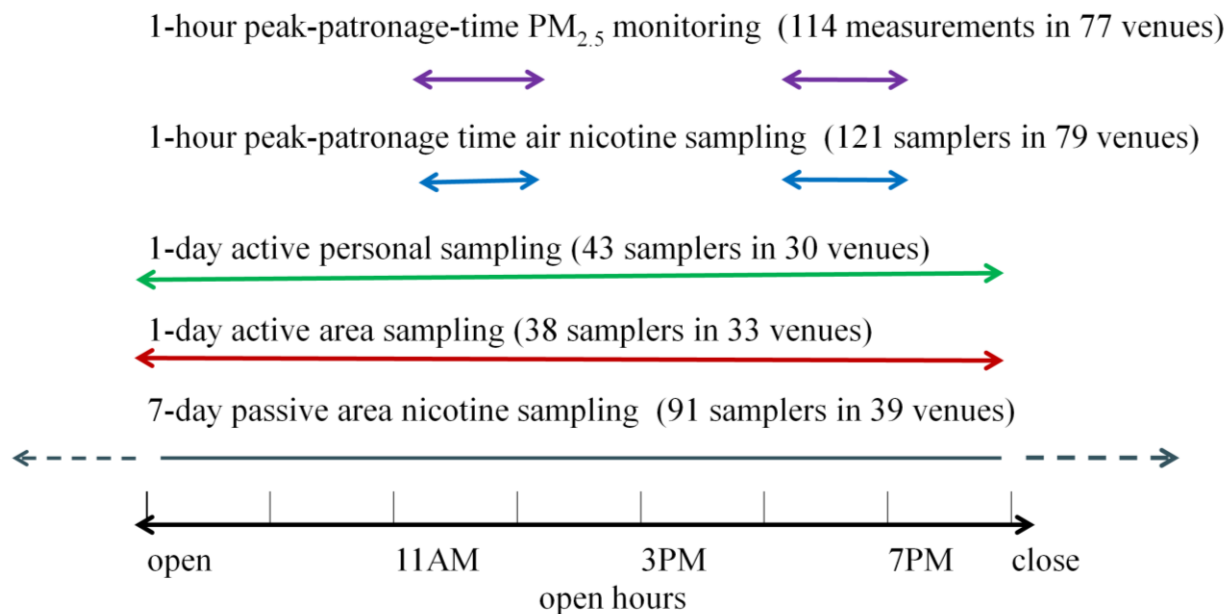 1-hour peak-patronage-time PM2.5 monitoring (114 measurements in 77 venues)
1-hour peak-patronage time air nicotine sampling (121 samplers in 79 venues)
1-day active personal sampling (43 samplers in 30 venues)
1-day active area sampling (38 samplers in 33 venues)
7-day passive area nicotine sampling (91 samplers in 39 venues)
open 11AM 3PM 7PM close
open hours